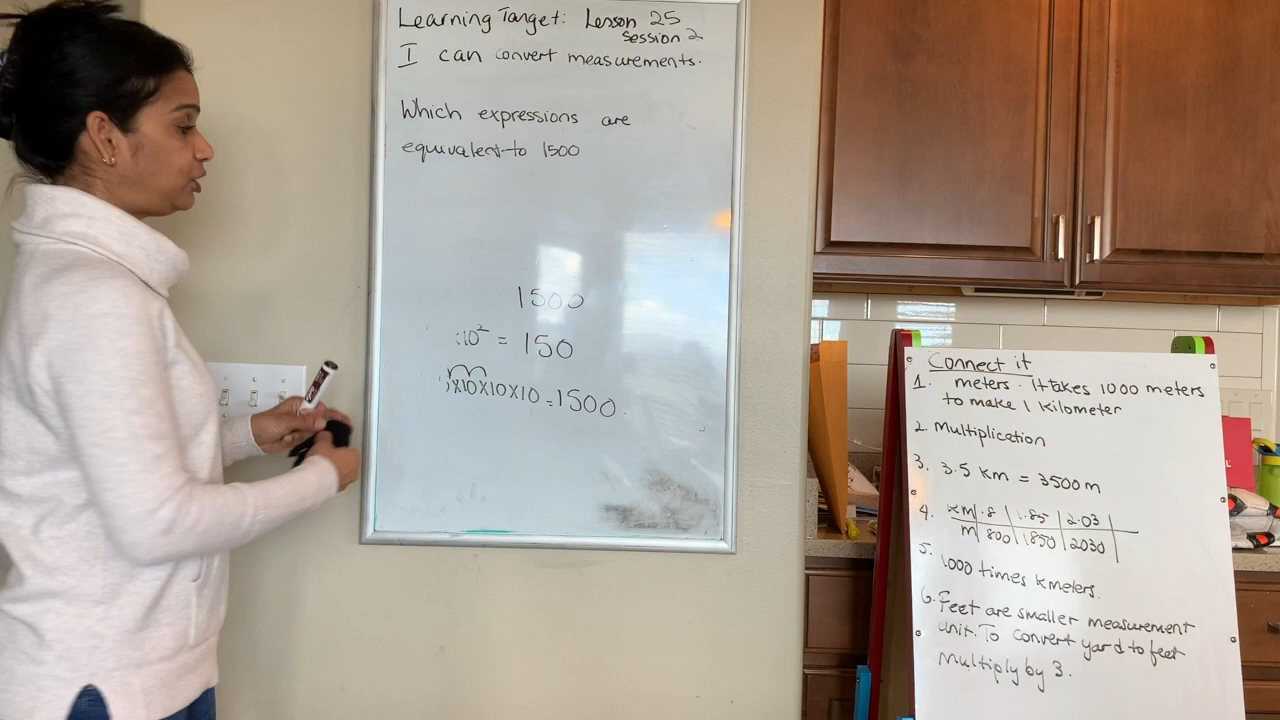 Learning Target: Lesson 25
Session 2
I can convert measurements.
Which expressions are
equivalent to 1500
1500
10² = 150
x10x10x10 = 1500
Connect it
1. meters. It takes 1000 meters
to make 1 Kilometer
2. Multiplication
3. 3.5 km = 3500m
4. km | .8 | 1.85 | 2.03 |
m | 800 | 1850 | 2030
5. 1000 times k meters.
6. Feet are smaller measurement
unit. To convert yard to feet
multiply by 3.